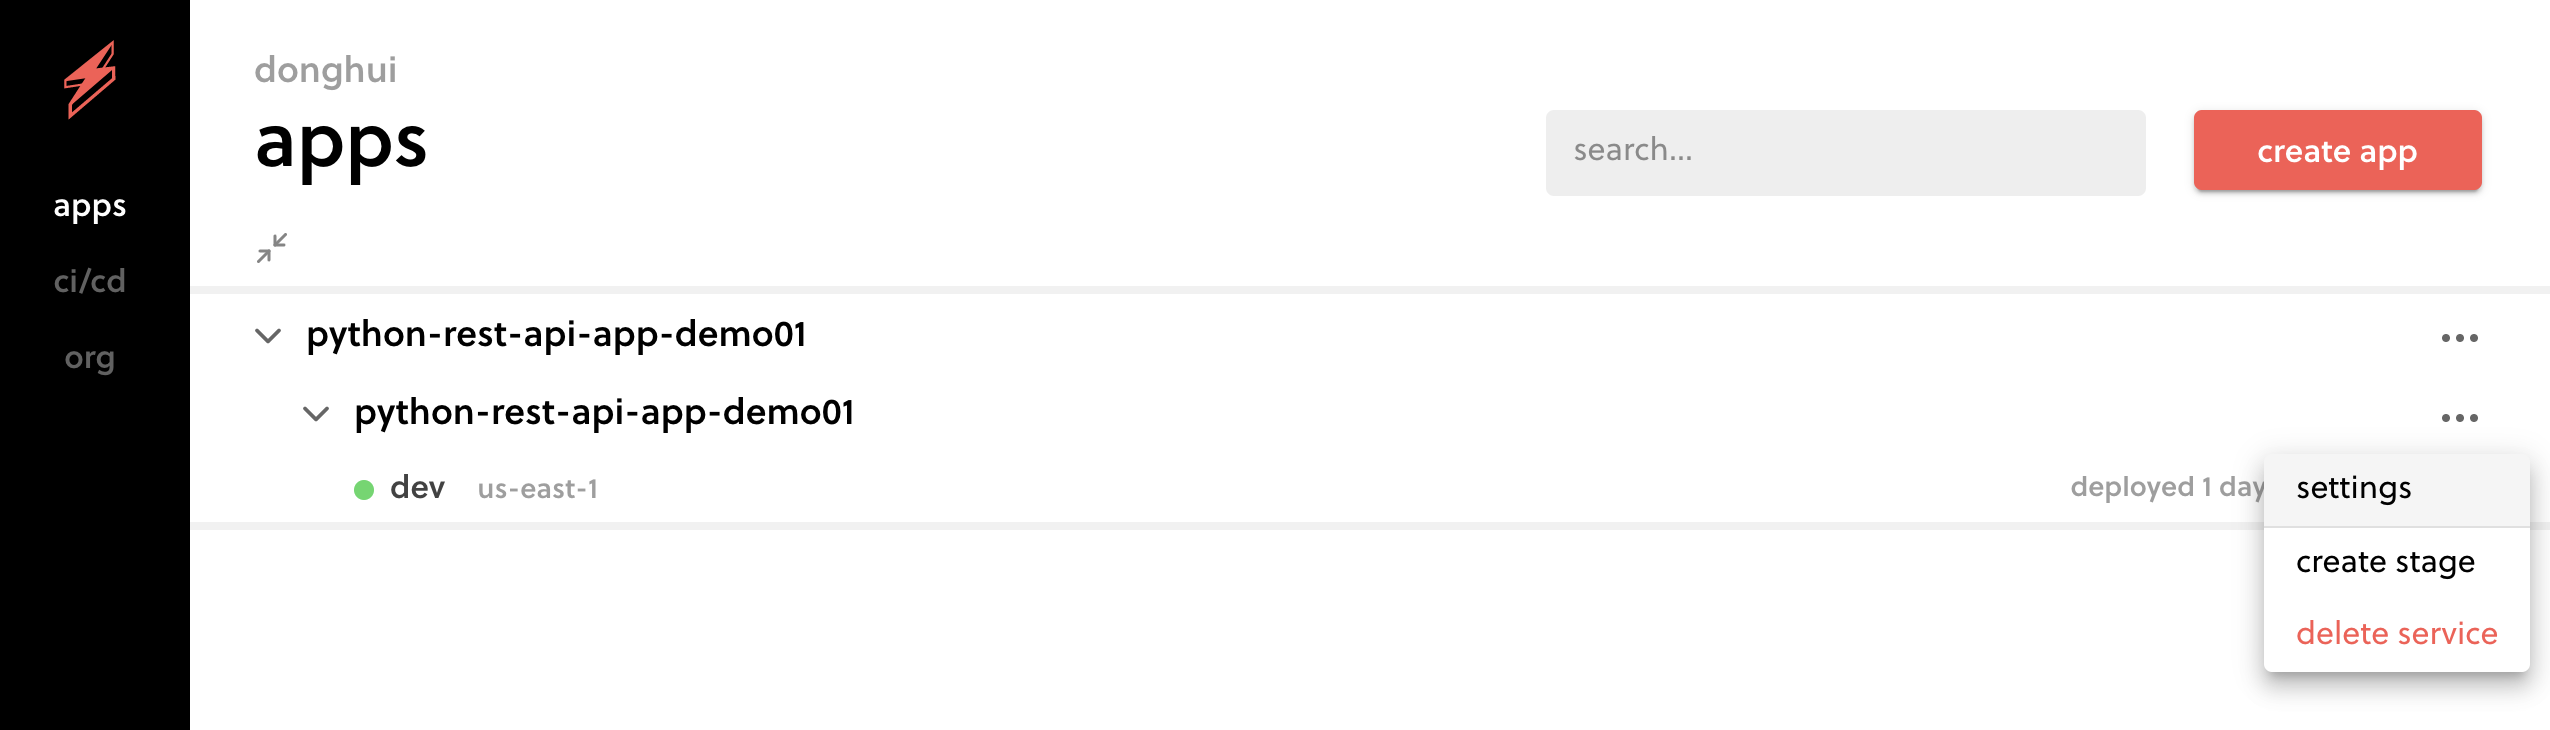 donghui
apps
search...
create app
apps
ci/cd
org
python-rest-api-app-demo01
python-rest-api-app-demo01
dev us-east-1
deployed 1 day
settings
create stage
delete service